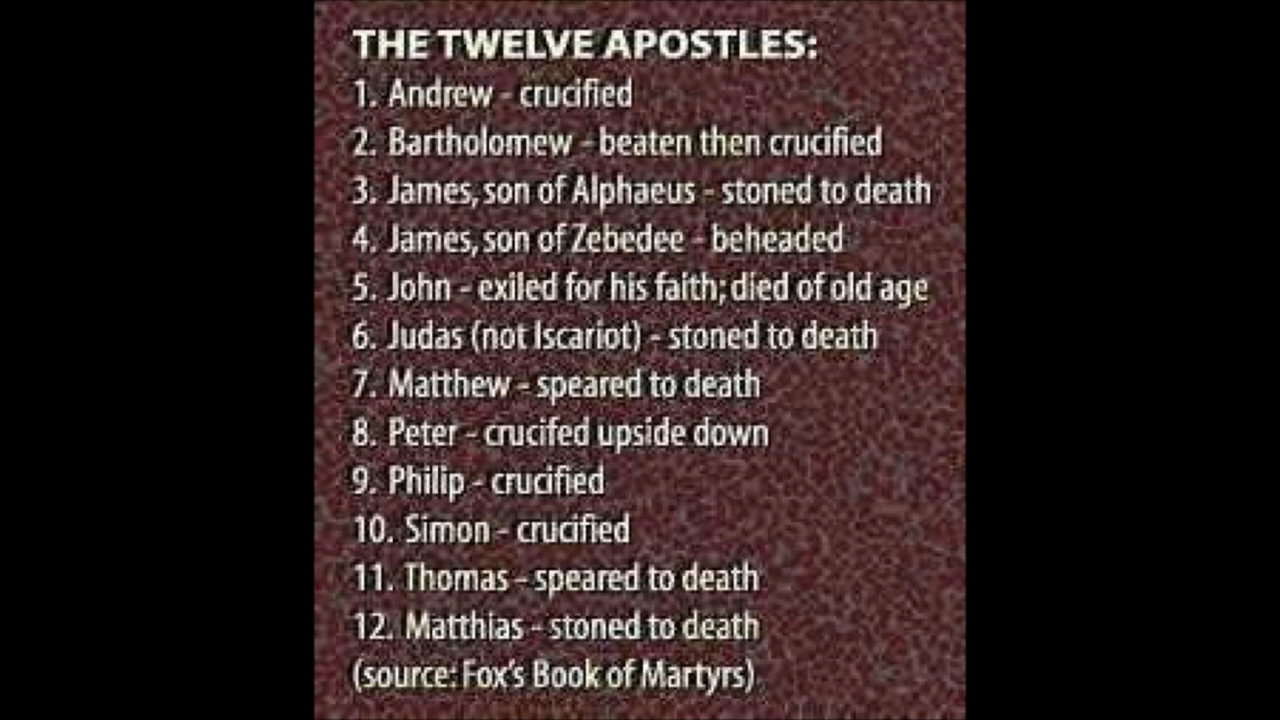 THE TWELVE APOSTLES:
1. Andrew - crucified
2. Bartholomew - beaten then crucified
3. James, son of Alphaeus - stoned to death
4. James, son of Zebedee - beheaded
5. John - exiled for his faith; died of old age
6. Judas (not Iscariot) - stoned to death
7. Matthew - speared to death
8. Peter - crucifed upside down
9. Philip - crucified
10. Simon - crucified
11. Thomas - speared to death
12. Matthias - stoned to death
(source: Fox's Book of Martyrs)